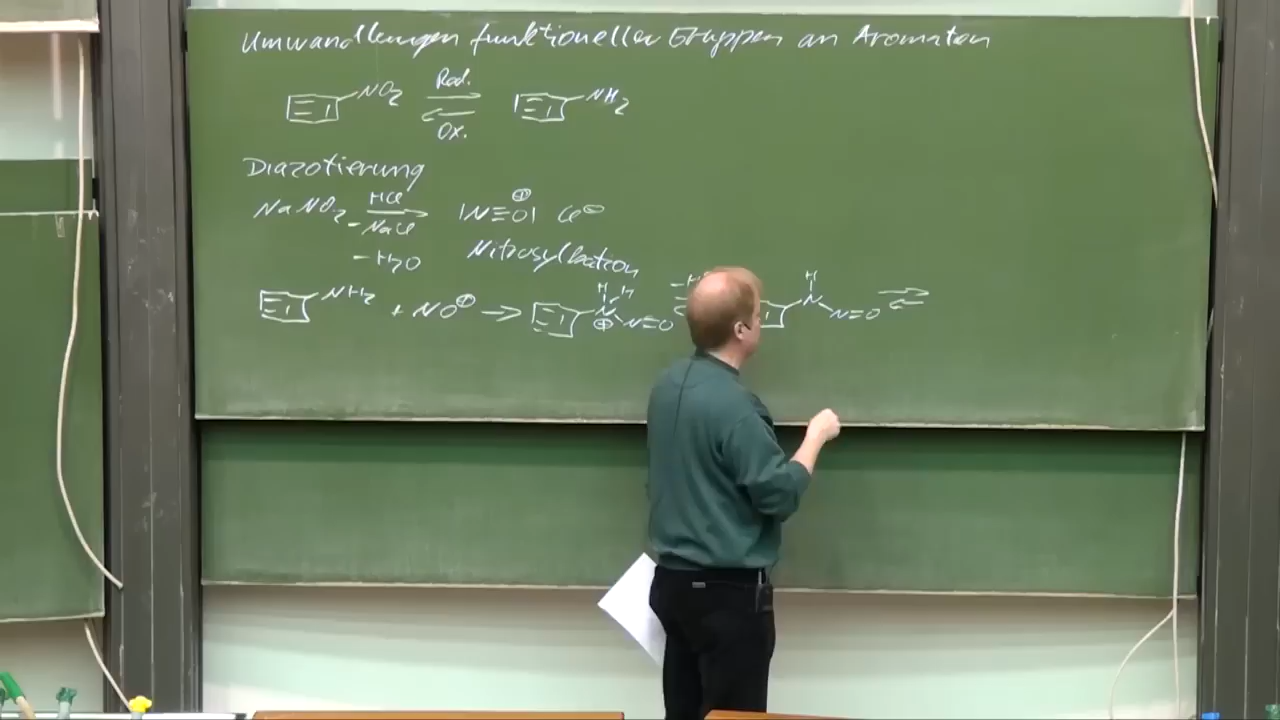 Umwandlungen funktioneller Gruppen an Aromaten
NO2 Red. NH2
Ox.
Diazotierung
NaNO2 HCl |N≡O| ⊕ Cl⊖
-NaCl
-H2O Nitrosylkation
NH2 + NO⊕ → H H N ⊕ N=O -H H N N=O ⇌